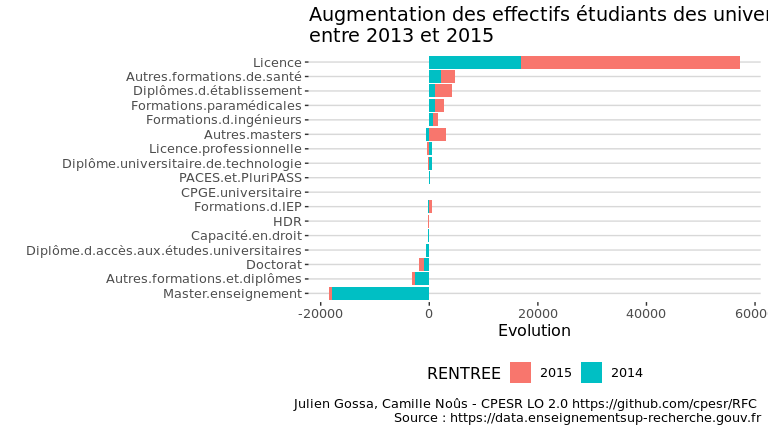 Augmentation des effectifs étudiants des
entre 2013 et 2015
Licence
Autres.formations.de.santé
Diplômes.d.établissement
Formations.paramédicales
Formations.d.ingénieurs
Autres.masters
Licence.professionnelle
Diplôme.universitaire.de.technologie
PACES.et.PluriPASS
CPGE.universitaire
Formations.d.IEP
HDR
Capacité.en.droit
Diplôme.d.accès.aux.études.universitaires
Doctorat
Autres.formations.et.diplômes
Master.enseignement
-20000 0 20000 40000
Evolution
RENTREE 2015 2014
Julien Gossa, Camille Noûs - CPESR LO 2.0 https://github.com/cpesr/RFC
Source : https://data.enseignementsup-recherche.gouv.fr